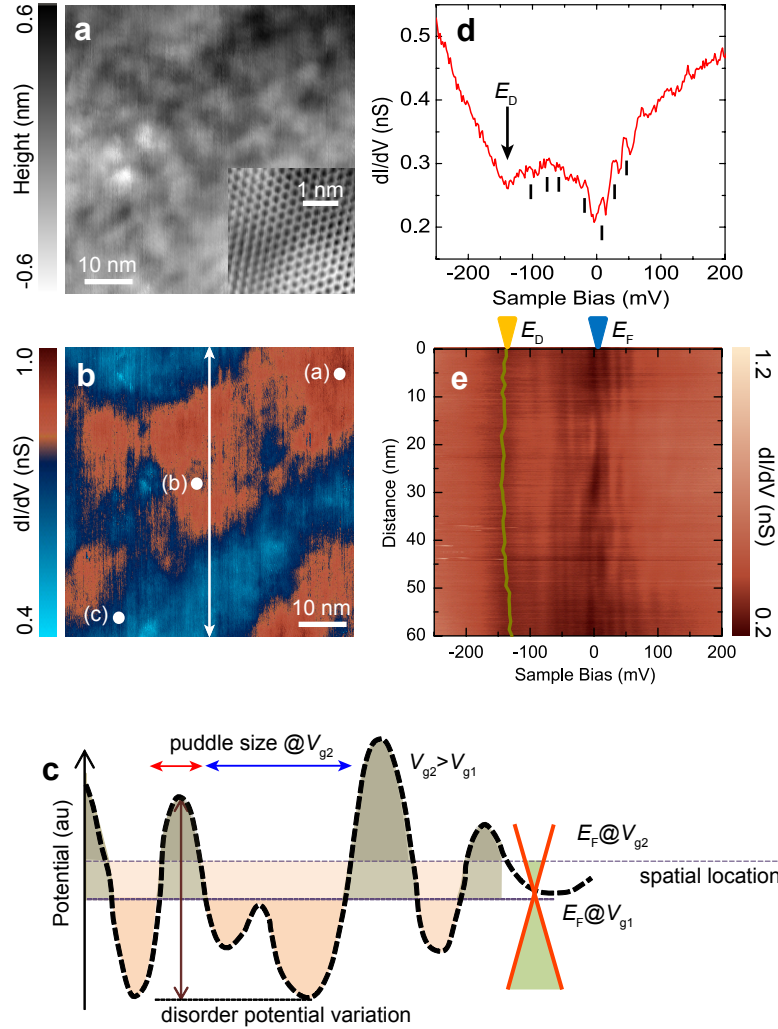 0.6
Height (nm)
-0.6
a
1 nm
10 nm
d
0.5
0.4
0.3
0.2
dI/dV (nS)
E_D
-200
-100
0
100
200
Sample Bias (mV)
1.0
dI/dV (nS)
0.4
b
(a)
(b)
(c)
10 nm
E_D
E_F
e
0
10
20
30
40
50
60
Distance (nm)
-200
-100
0
100
200
Sample Bias (mV)
1.2
dI/dV (nS)
0.2
c
puddle size @V_g2
V_g2>V_g1
Potential (au)
E_F@V_g2
spatial location
E_F@V_g1
disorder potential variation